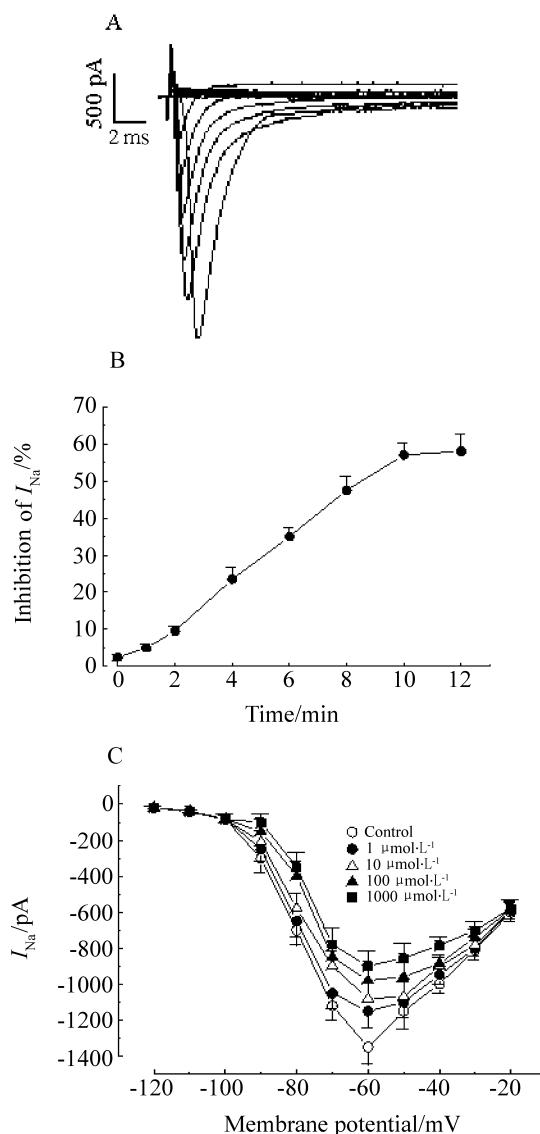 A
500 pA
2 ms
B
70
60
50
40
30
20
10
0
Inhibition of I_Na/%
0 2 4 6 8 10 12
Time/min
C
0
-200
-400
-600
-800
-1000
-1200
-1400
I_Na/pA
Control
1 μmol·L⁻¹
10 μmol·L⁻¹
100 μmol·L⁻¹
1000 μmol·L⁻¹
-120 -100 -80 -60 -40 -20
Membrane potential/mV